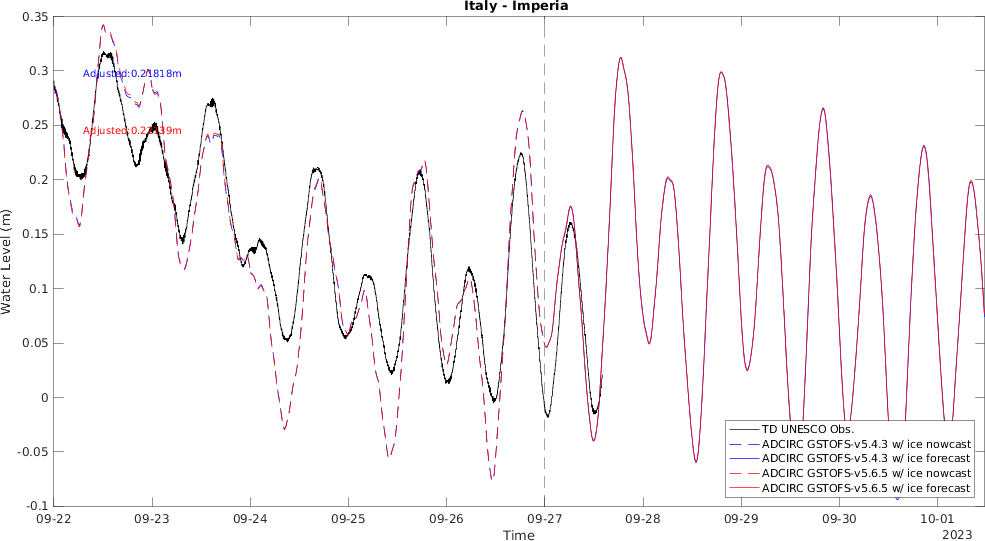 Italy - Imperia
0.35
0.3
0.25
0.2
0.15
0.1
0.05
0
-0.05
-0.1
Water Level (m)
Adjusted:0.21818m
TD UNESCO Obs.
ADCIRC GSTOFS-v5.4.3 w/ ice nowcast
ADCIRC GSTOFS-v5.4.3 w/ ice forecast
ADCIRC GSTOFS-v5.6.5 w/ ice nowcast
ADCIRC GSTOFS-v5.6.5 w/ ice forecast
09-22 09-23 09-24 09-25 09-26 09-27 09-28 09-29 09-30 10-01
Time
2023